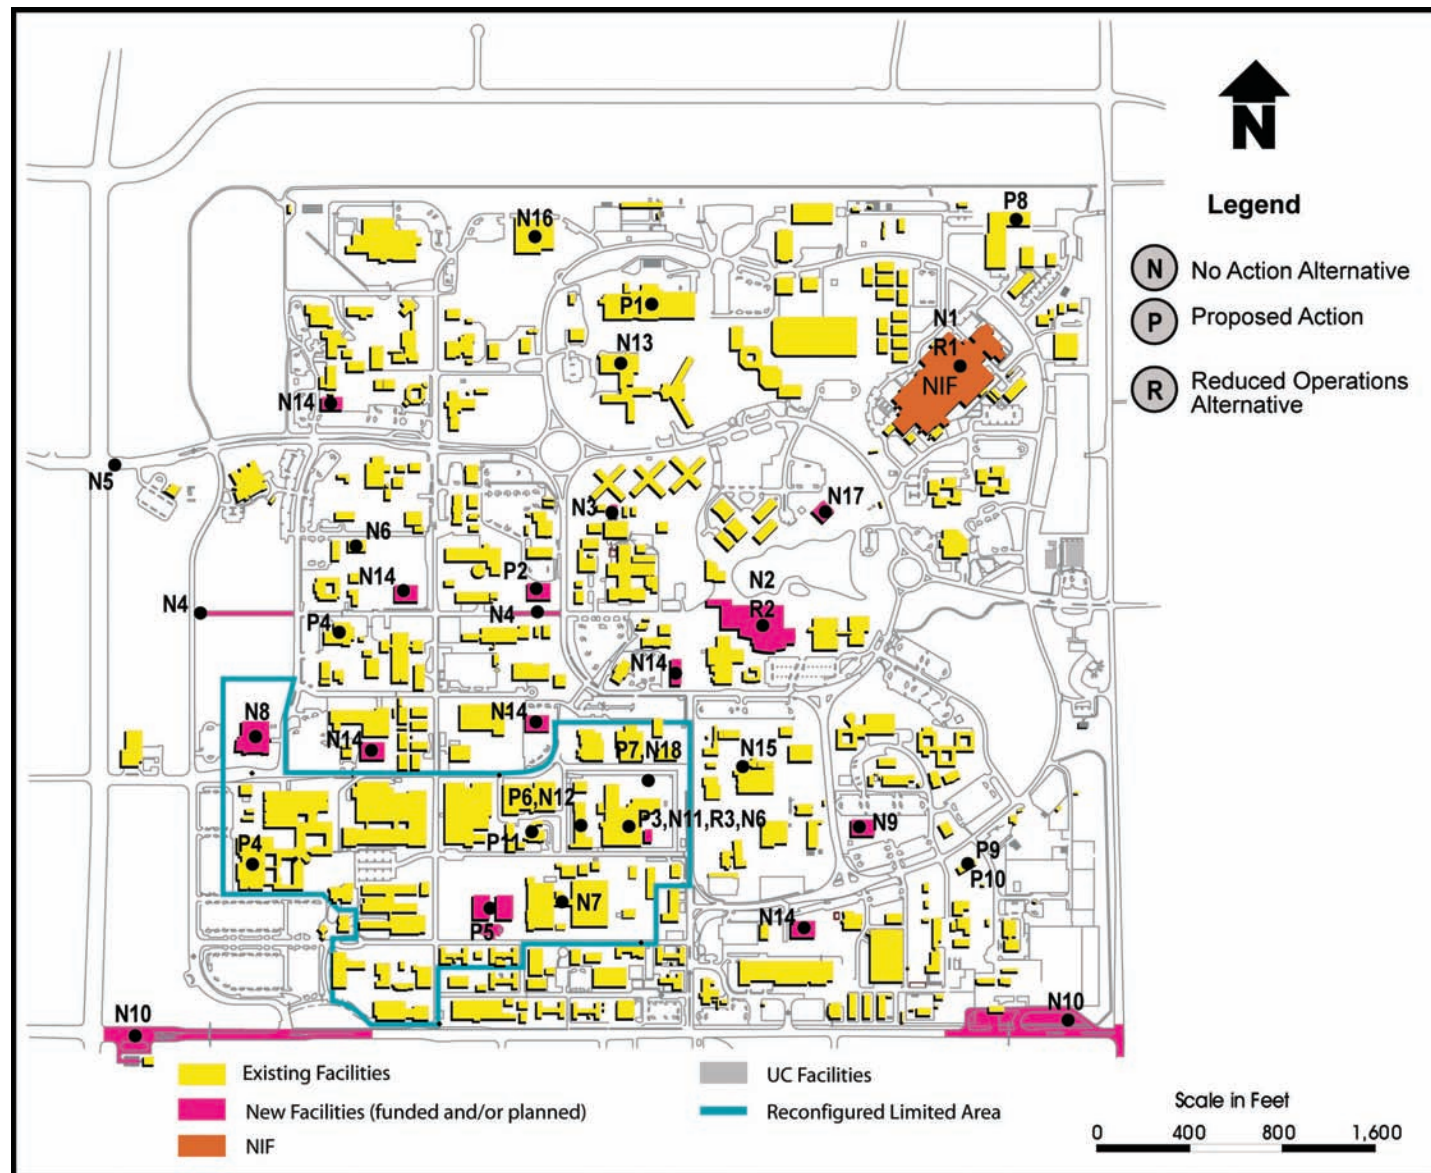 N
Legend
N No Action Alternative
P Proposed Action
R Reduced Operations
Alternative
P8
N16
P1
N1
R1
NIF
N13
N14
N5
N3
N17
N6
N14
P2
N2
N4
N4
R2
P4
N14
N8
N14
N14
P7,N18
N15
P6,N12
P3,N11,R3,N6
N9
P11
P4
P9
P10
N7
N14
P5
N10
N10
Existing Facilities
New Facilities (funded and/or planned)
NIF
UC Facilities
Reconfigured Limited Area
Scale in Feet
0 400 800 1,600